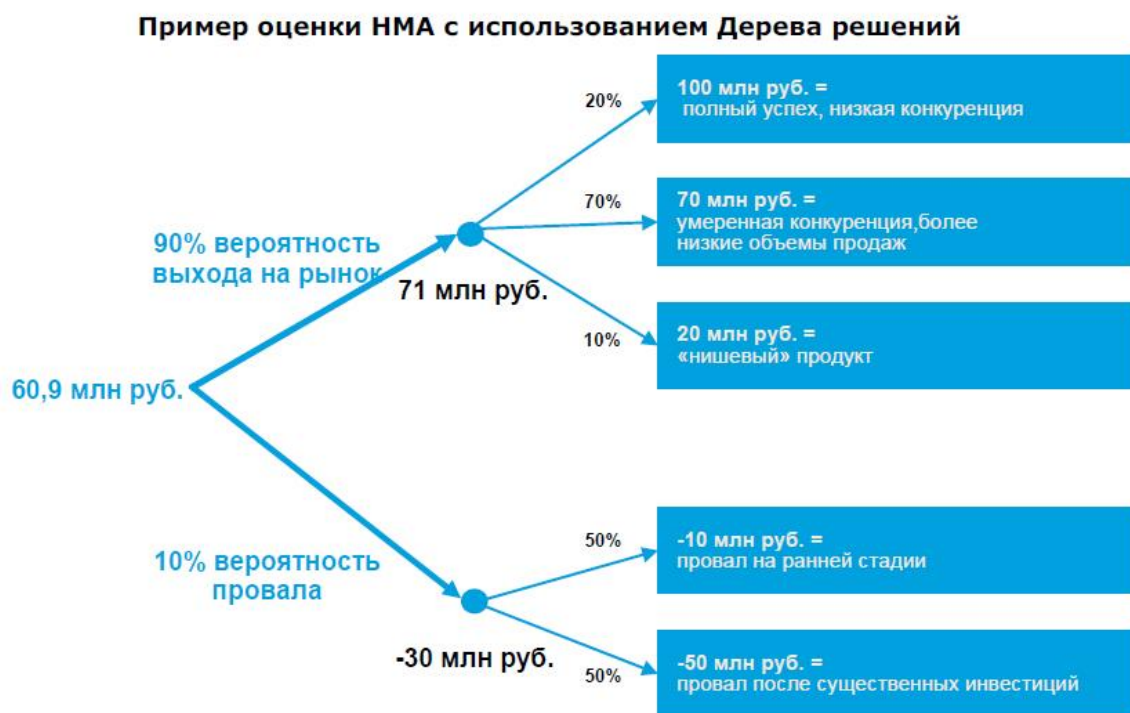 Пример оценки НМА с использованием Дерева решений
20%
100 млн руб. =
полный успех, низкая конкуренция
70%
70 млн руб. =
умеренная конкуренция,более
низкие объемы продаж
90% вероятность
выхода на рынок
71 млн руб.
10%
20 млн руб. =
«нишевый» продукт
60,9 млн руб.
10% вероятность
провала
50%
-10 млн руб. =
провал на ранней стадии
-30 млн руб.
50%
-50 млн руб. =
провал после существенных инвестиций